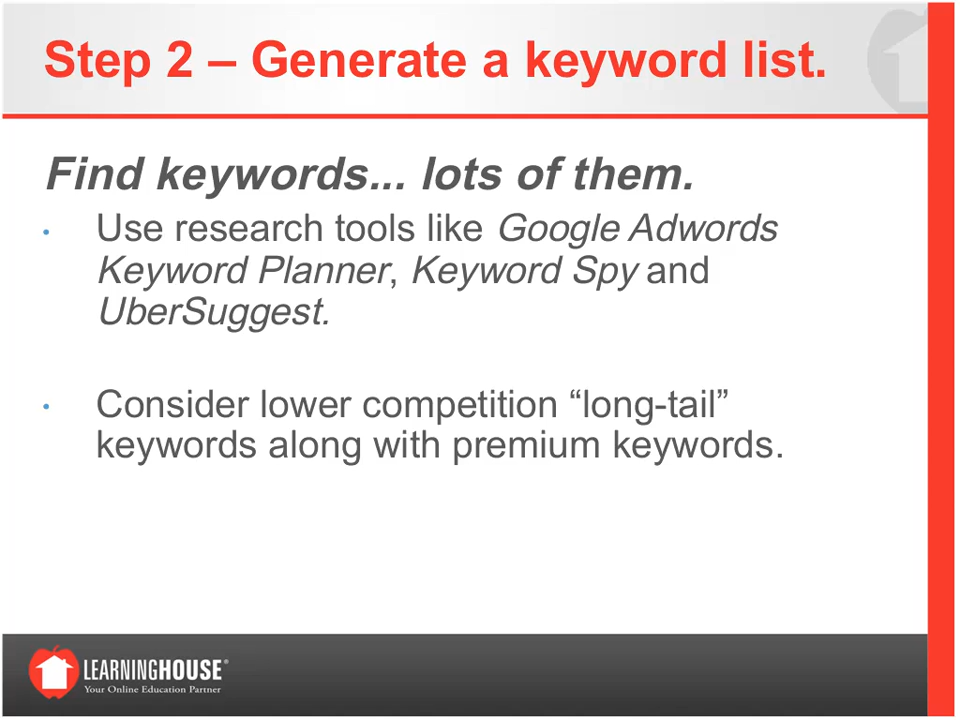 Step 2 – Generate a keyword list.
Find keywords... lots of them.
• Use research tools like Google Adwords
Keyword Planner, Keyword Spy and
UberSuggest.
• Consider lower competition “long-tail”
keywords along with premium keywords.
LEARNINGHOUSE®
Your Online Education Partner